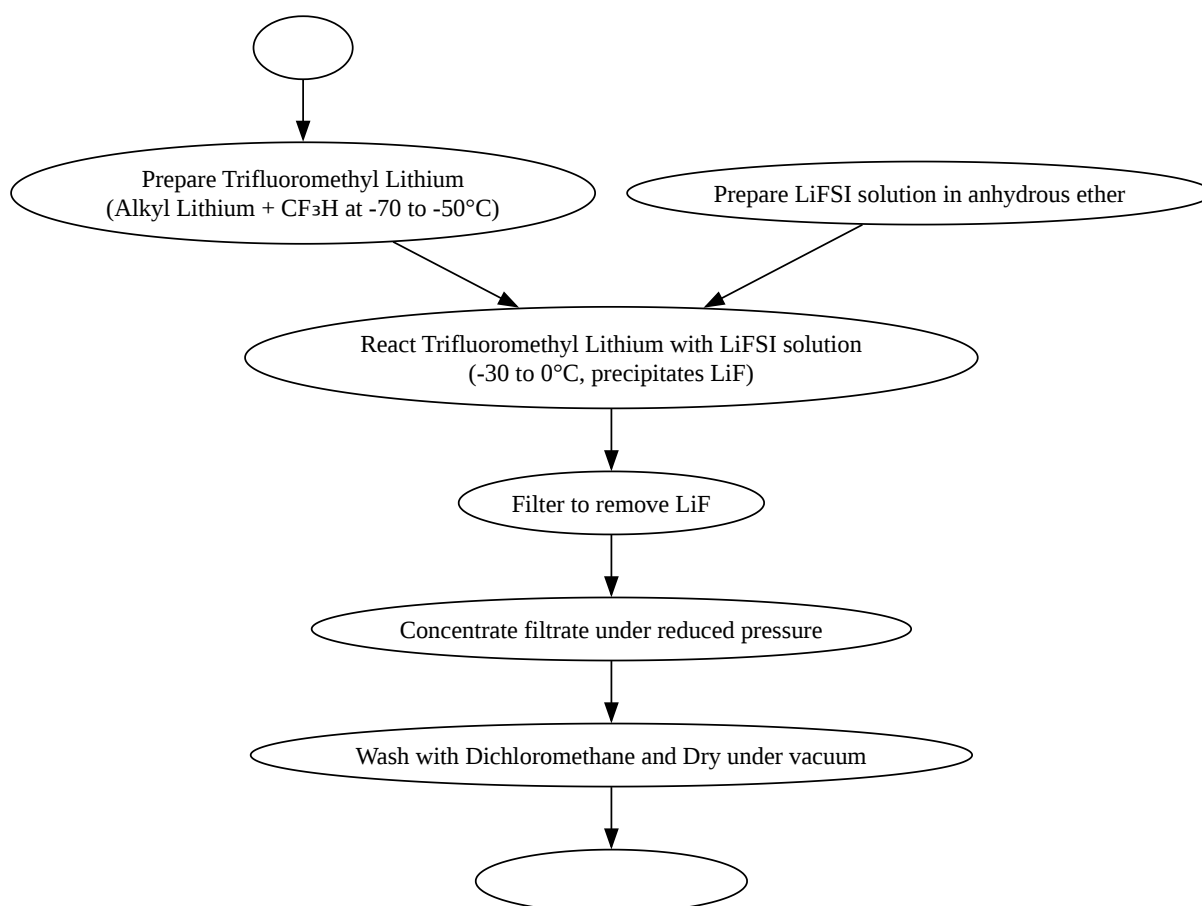 Prepare Trifluoromethyl Lithium
(Alkyl Lithium + CF₃H at -70 to -50°C)
Prepare LiFSI solution in anhydrous ether
React Trifluoromethyl Lithium with LiFSI solution
(-30 to 0°C, precipitates LiF)
Filter to remove LiF
Concentrate filtrate under reduced pressure
Wash with Dichloromethane and Dry under vacuum